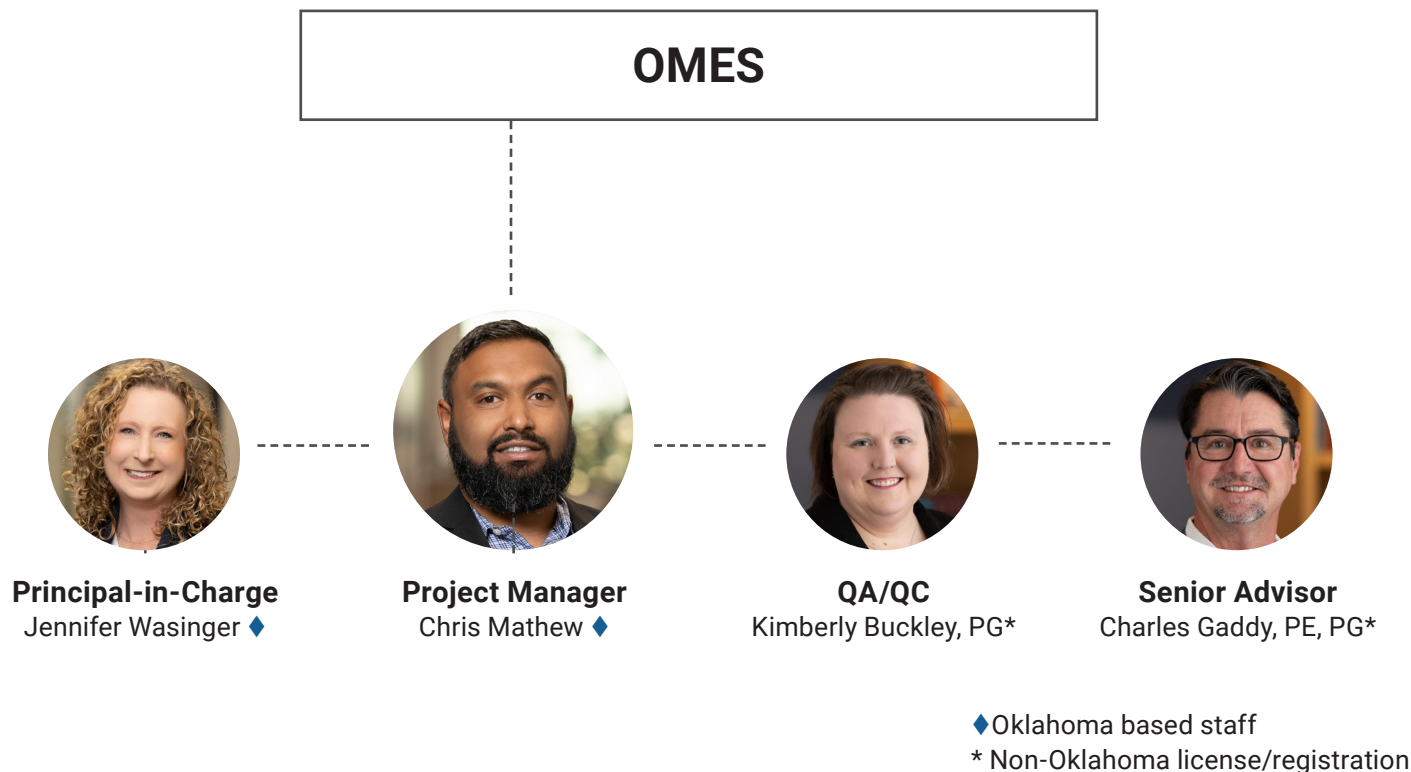 OMES
Principal-in-Charge
Jennifer Wasinger ♦
Project Manager
Chris Mathew ♦
QA/QC
Kimberly Buckley, PG*
Senior Advisor
Charles Gaddy, PE, PG*
♦Oklahoma based staff
* Non-Oklahoma license/registration